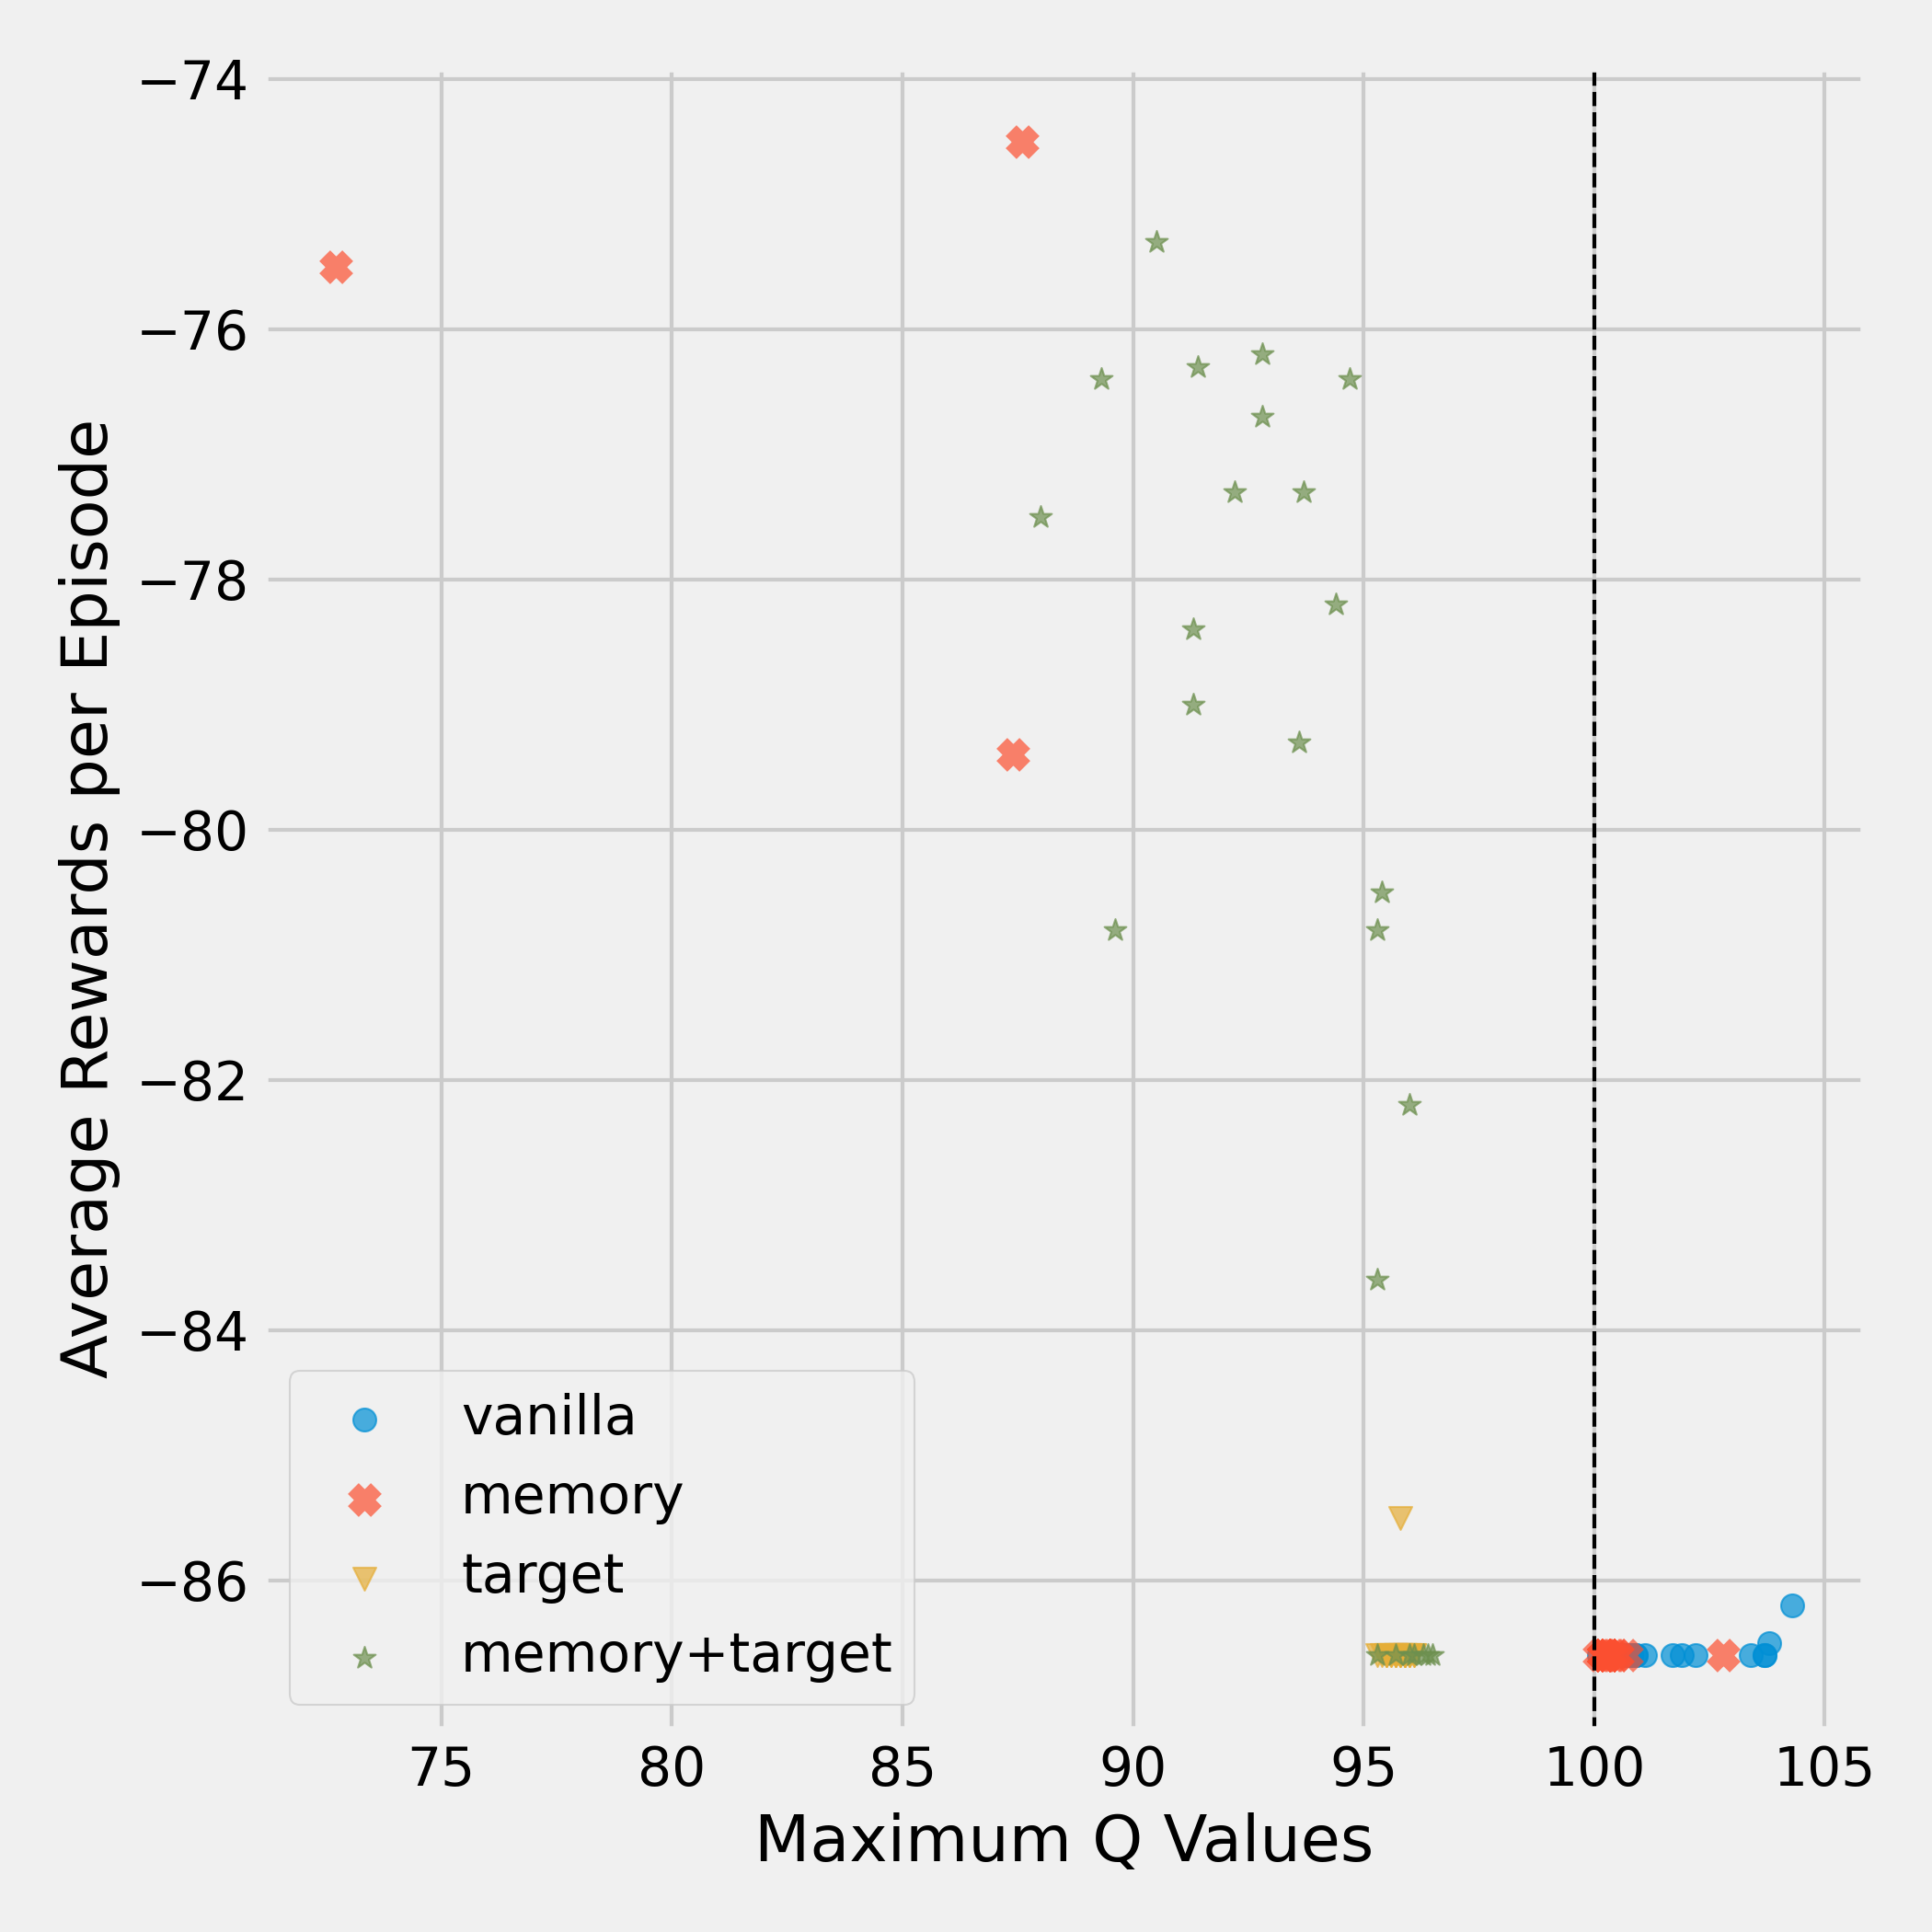 Average Rewards per Episode
−74
−76
−78
−80
−82
−84
−86
vanilla
memory
target
memory+target
75 80 85 90 95 100 105
Maximum Q Values